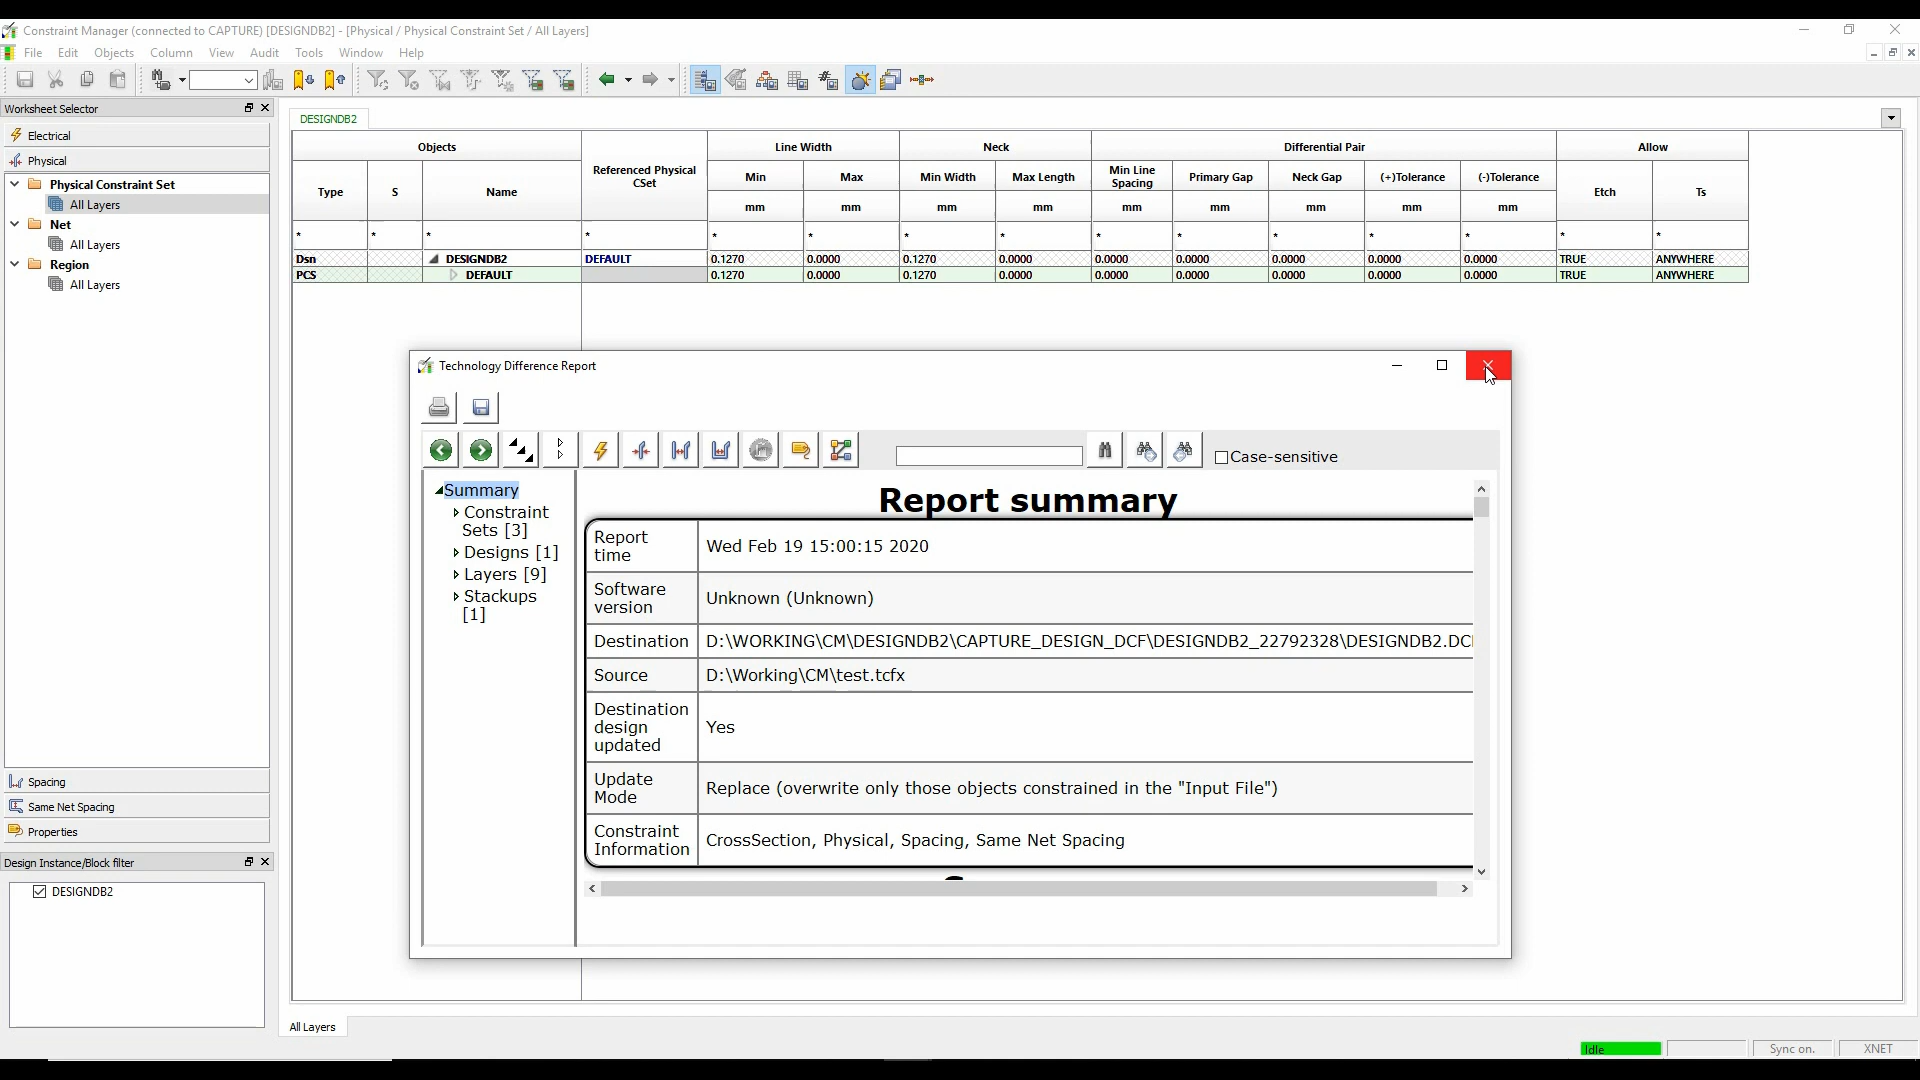 Constraint Manager (connected to CAPTURE) [DESIGNDB2] - [Physical / Physical Constraint Set / All Layers]
File Edit Objects Column View Audit Tools Window Help
Worksheet Selector
Electrical
Physical
Physical Constraint Set
All Layers
Net
All Layers
Region
All Layers
Spacing
Same Net Spacing
Properties
Design Instance/Block filter
DESIGNDB2
DESIGNDB2
Objects Referenced Physical CSet Line Width Neck Differential Pair Allow
Type S Name Min Max Min Width Max Length Min Line Spacing Primary Gap Neck Gap (+)Tolerance (-)Tolerance Etch Ts
mm mm mm mm mm mm mm mm mm
* * * * * * * * * * * * * * *
Dsn DESIGNDB2 DEFAULT 0.1270 0.0000 0.1270 0.0000 0.0000 0.0000 0.0000 0.0000 0.0000 TRUE ANYWHERE
PCS DEFAULT 0.1270 0.0000 0.1270 0.0000 0.0000 0.0000 0.0000 0.0000 0.0000 TRUE ANYWHERE
Technology Difference Report
Case-sensitive
Summary
Constraint
Sets [3]
Designs [1]
Layers [9]
Stackups
[1]
Report summary
Report time Wed Feb 19 15:00:15 2020
Software version Unknown (Unknown)
Destination D:\WORKING\CM\DESIGNDB2\CAPTURE_DESIGN_DCF\DESIGNDB2_22792328\DESIGNDB2.DC
Source D:\Working\CM\test.tcfx
Destination design updated Yes
Update Mode Replace (overwrite only those objects constrained in the "Input File")
Constraint Information CrossSection, Physical, Spacing, Same Net Spacing
All Layers
Idle Sync on. XNET